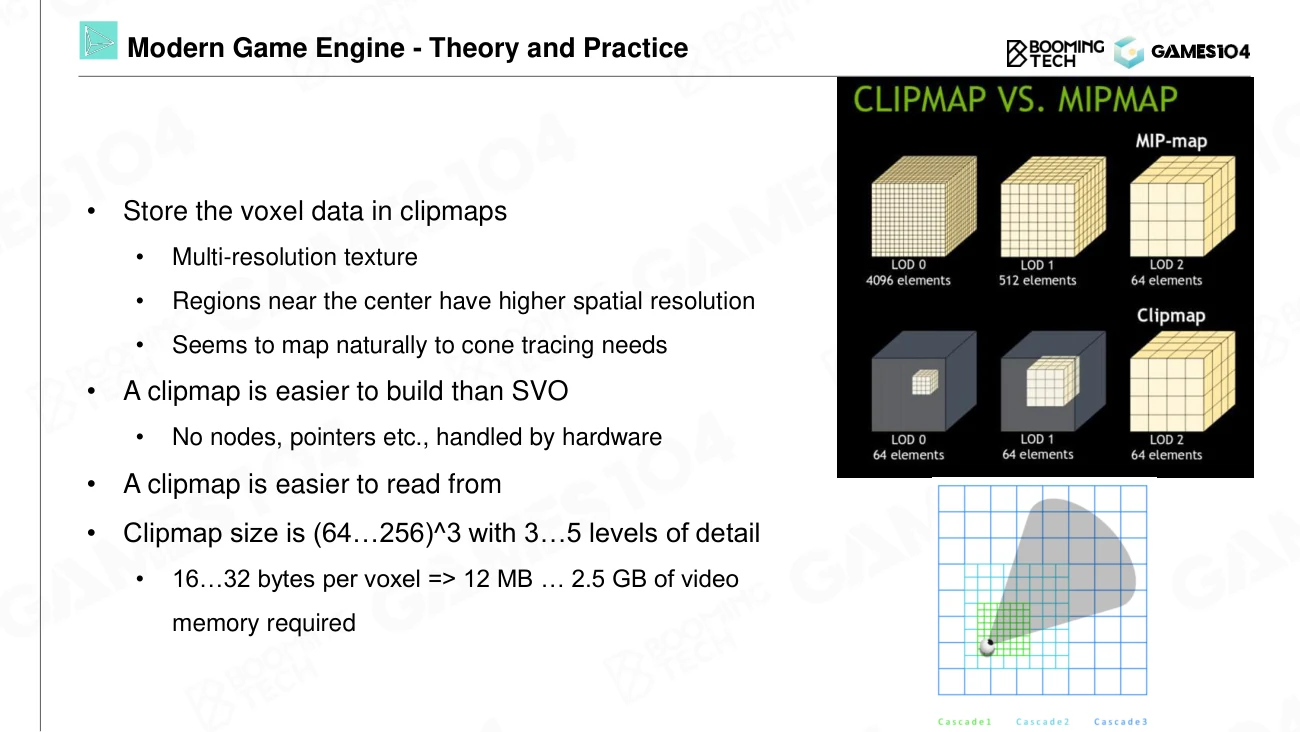 Modern Game Engine - Theory and Practice
BOOMING
TECH
GAMES104
• Store the voxel data in clipmaps
• Multi-resolution texture
• Regions near the center have higher spatial resolution
• Seems to map naturally to cone tracing needs
• A clipmap is easier to build than SVO
• No nodes, pointers etc., handled by hardware
• A clipmap is easier to read from
• Clipmap size is (64…256)^3 with 3…5 levels of detail
• 16…32 bytes per voxel => 12 MB … 2.5 GB of video
memory required
CLIPMAP VS. MIPMAP
MIP-map
LOD 0 LOD 1 LOD 2
4096 elements 512 elements 64 elements
Clipmap
LOD 0 LOD 1 LOD 2
64 elements 64 elements 64 elements
Cascade1 Cascade2 Cascade3